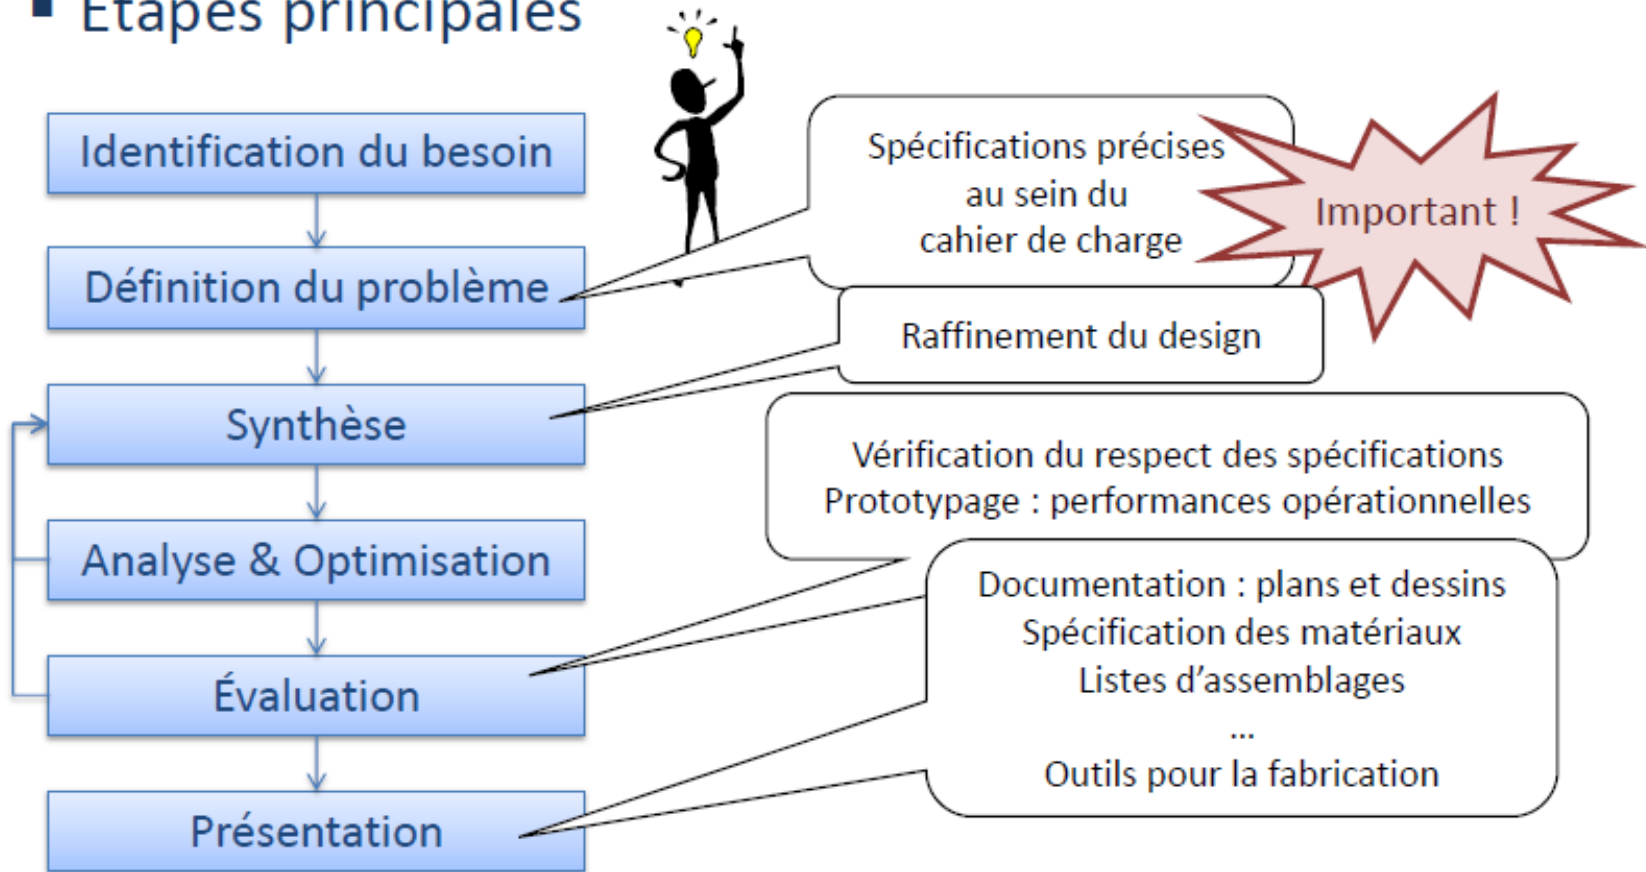 ▪ Étapes principales
Identification du besoin
Définition du problème
Synthèse
Analyse & Optimisation
Évaluation
Présentation
Spécifications précises
au sein du
cahier de charge
Important !
Raffinement du design
Vérification du respect des spécifications
Prototypage : performances opérationnelles
Documentation : plans et dessins
Spécification des matériaux
Listes d’assemblages
...
Outils pour la fabrication